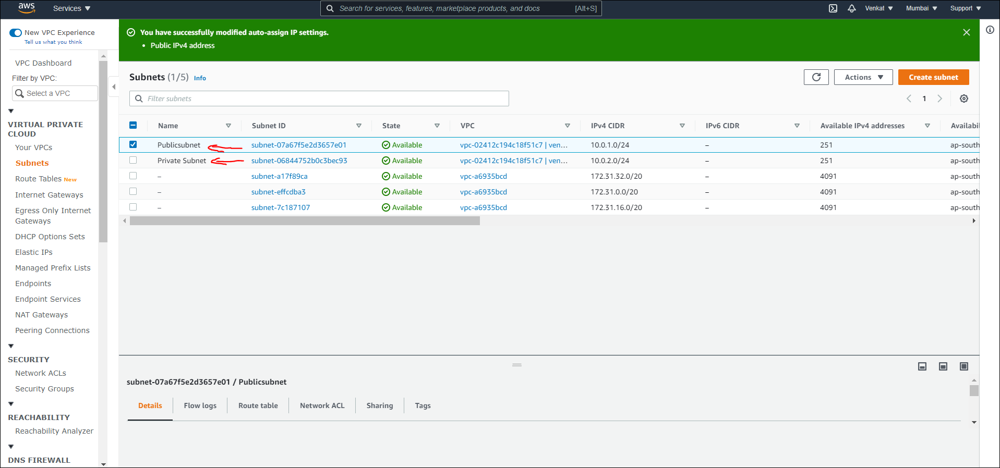 aws Services Search for services, features, marketplace products, and docs [Alt+S] Venkat Mumbai Support
New VPC Experience
Tell us what you think
VPC Dashboard
Filter by VPC:
Select a VPC
VIRTUAL PRIVATE
CLOUD
Your VPCs
Subnets
Route Tables New
Internet Gateways
Egress Only Internet
Gateways
DHCP Options Sets
Elastic IPs
Managed Prefix Lists
Endpoints
Endpoint Services
NAT Gateways
Peering Connections
SECURITY
Network ACLs
Security Groups
REACHABILITY
Reachability Analyzer
DNS FIREWALL
You have successfully modified auto-assign IP settings.
• Public IPv4 address
Subnets (1/5) Info Actions Create subnet
Filter subnets 1
Name Subnet ID State VPC IPv4 CIDR IPv6 CIDR Available IPv4 addresses Availabil
Publicsubnet subnet-07a67f5e2d3657e01 Available vpc-02412c194c18f51c7 | ven... 10.0.1.0/24 – 251 ap-south
Private Subnet subnet-06844752b0c3bec93 Available vpc-02412c194c18f51c7 | ven... 10.0.2.0/24 – 251 ap-south
– subnet-a17f89ca Available vpc-a6935bcd 172.31.32.0/20 – 4091 ap-south
– subnet-effcdba3 Available vpc-a6935bcd 172.31.0.0/20 – 4091 ap-south
– subnet-7c187107 Available vpc-a6935bcd 172.31.16.0/20 – 4091 ap-south
subnet-07a67f5e2d3657e01 / Publicsubnet
Details Flow logs Route table Network ACL Sharing Tags